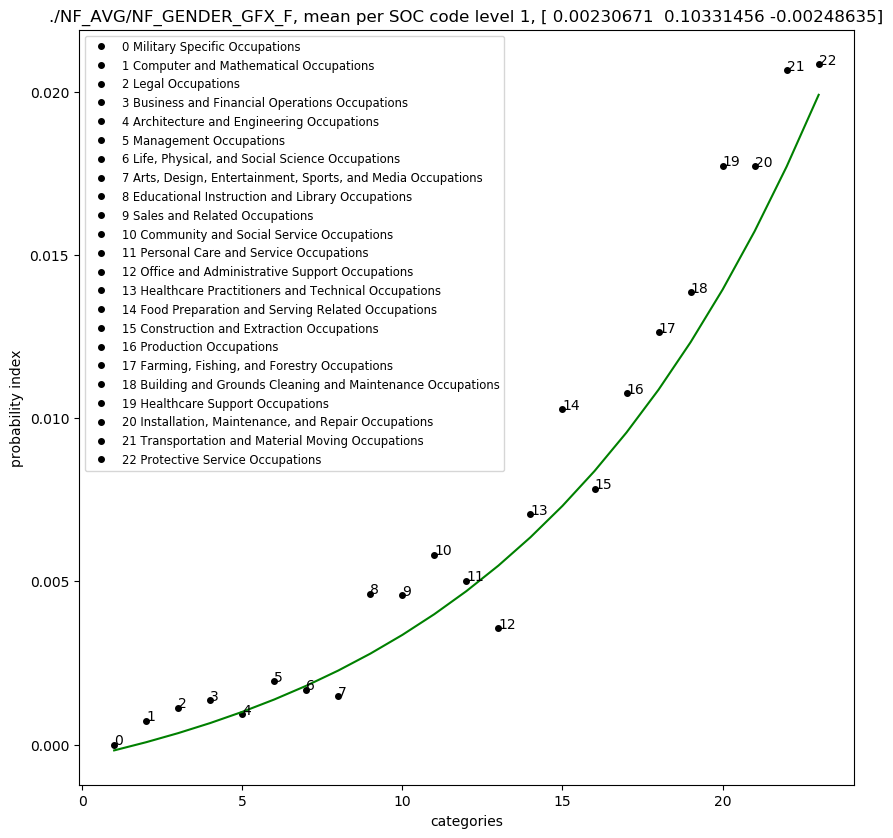 ./NF_AVG/NF_GENDER_GFX_F, mean per SOC code level 1, [ 0.00230671  0.10331456 -0.00248635]
0 Military Specific Occupations
1 Computer and Mathematical Occupations
2 Legal Occupations
3 Business and Financial Operations Occupations
4 Architecture and Engineering Occupations
5 Management Occupations
6 Life, Physical, and Social Science Occupations
7 Arts, Design, Entertainment, Sports, and Media Occupations
8 Educational Instruction and Library Occupations
9 Sales and Related Occupations
10 Community and Social Service Occupations
11 Personal Care and Service Occupations
12 Office and Administrative Support Occupations
13 Healthcare Practitioners and Technical Occupations
14 Food Preparation and Serving Related Occupations
15 Construction and Extraction Occupations
16 Production Occupations
17 Farming, Fishing, and Forestry Occupations
18 Building and Grounds Cleaning and Maintenance Occupations
19 Healthcare Support Occupations
20 Installation, Maintenance, and Repair Occupations
21 Transportation and Material Moving Occupations
22 Protective Service Occupations
0
1
2
3
4
5
6
7
8
9
10
11
12
13
14
15
16
17
18
19
20
21
22
probability index
0.020
0.015
0.010
0.005
0.000
0 5 10 15 20
categories